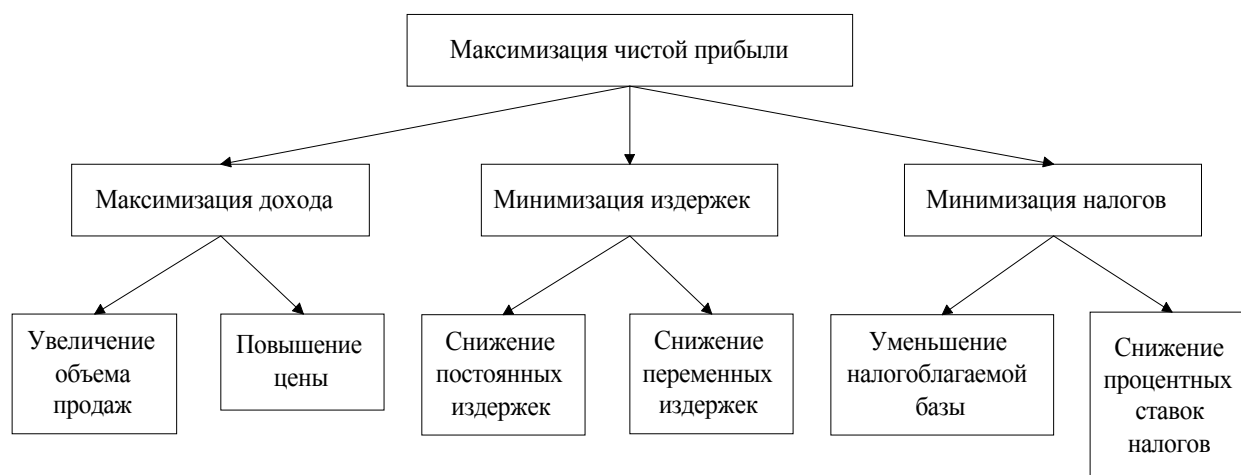 Максимизация чистой прибыли
Максимизация дохода
Минимизация издержек
Минимизация налогов
Увеличение
объема
продаж
Повышение
цены
Снижение
постоянных
издержек
Снижение
переменных
издержек
Уменьшение
налогоблагаемой
базы
Снижение
процентных
ставок
налогов